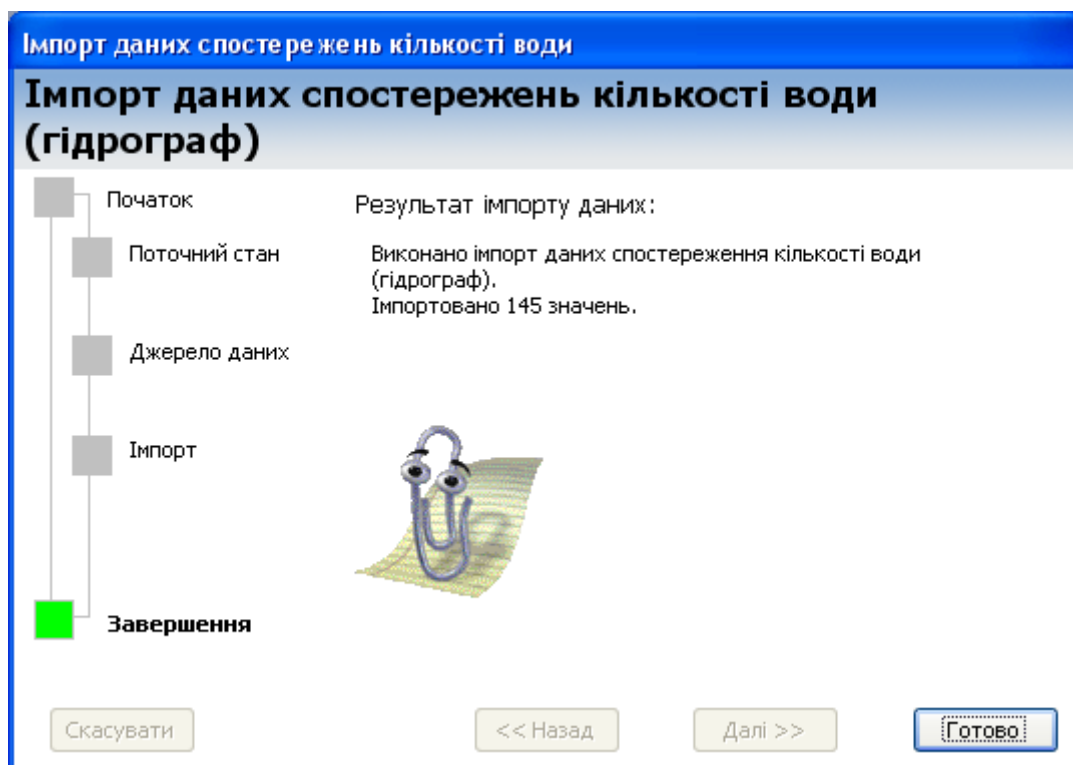 Імпорт даних спостережень кількості води
Імпорт даних спостережень кількості води
(гідрограф)
Початок
Результат імпорту даних:
Поточний стан
Виконано імпорт даних спостереження кількості води
(гідрограф).
Імпортовано 145 значень.
Джерело даних
Імпорт
Завершення
Скасувати
<< Назад
Далі >>
Готово